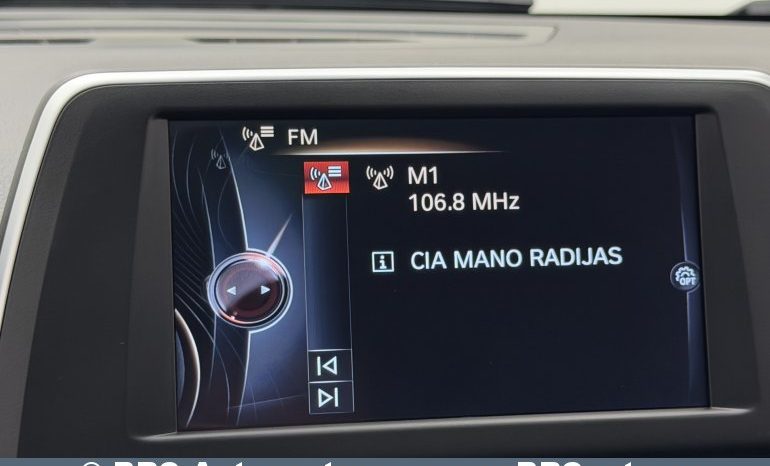 FM
M1
106.8 MHz
i CIA MANO RADIJAS
OPT